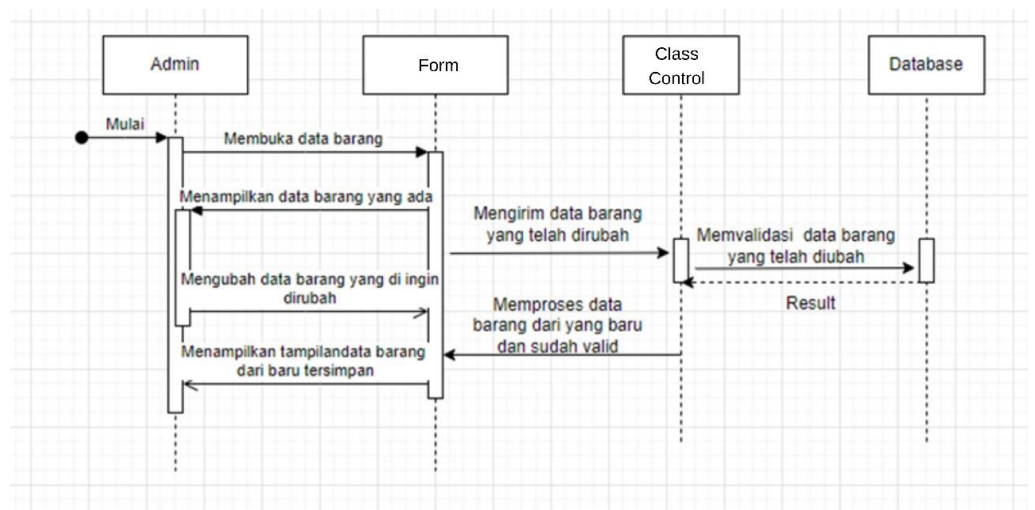 Admin
Form
Class
Control
Database
Mulai
Membuka data barang
Menampilkan data barang yang ada
Mengirim data barang
yang telah dirubah
Memvalidasi  data barang
yang telah diubah
Mengubah data barang yang di ingin
dirubah
Result
Memproses data
barang dari yang baru
dan sudah valid
Menampilkan tampilandata barang
dari baru tersimpan